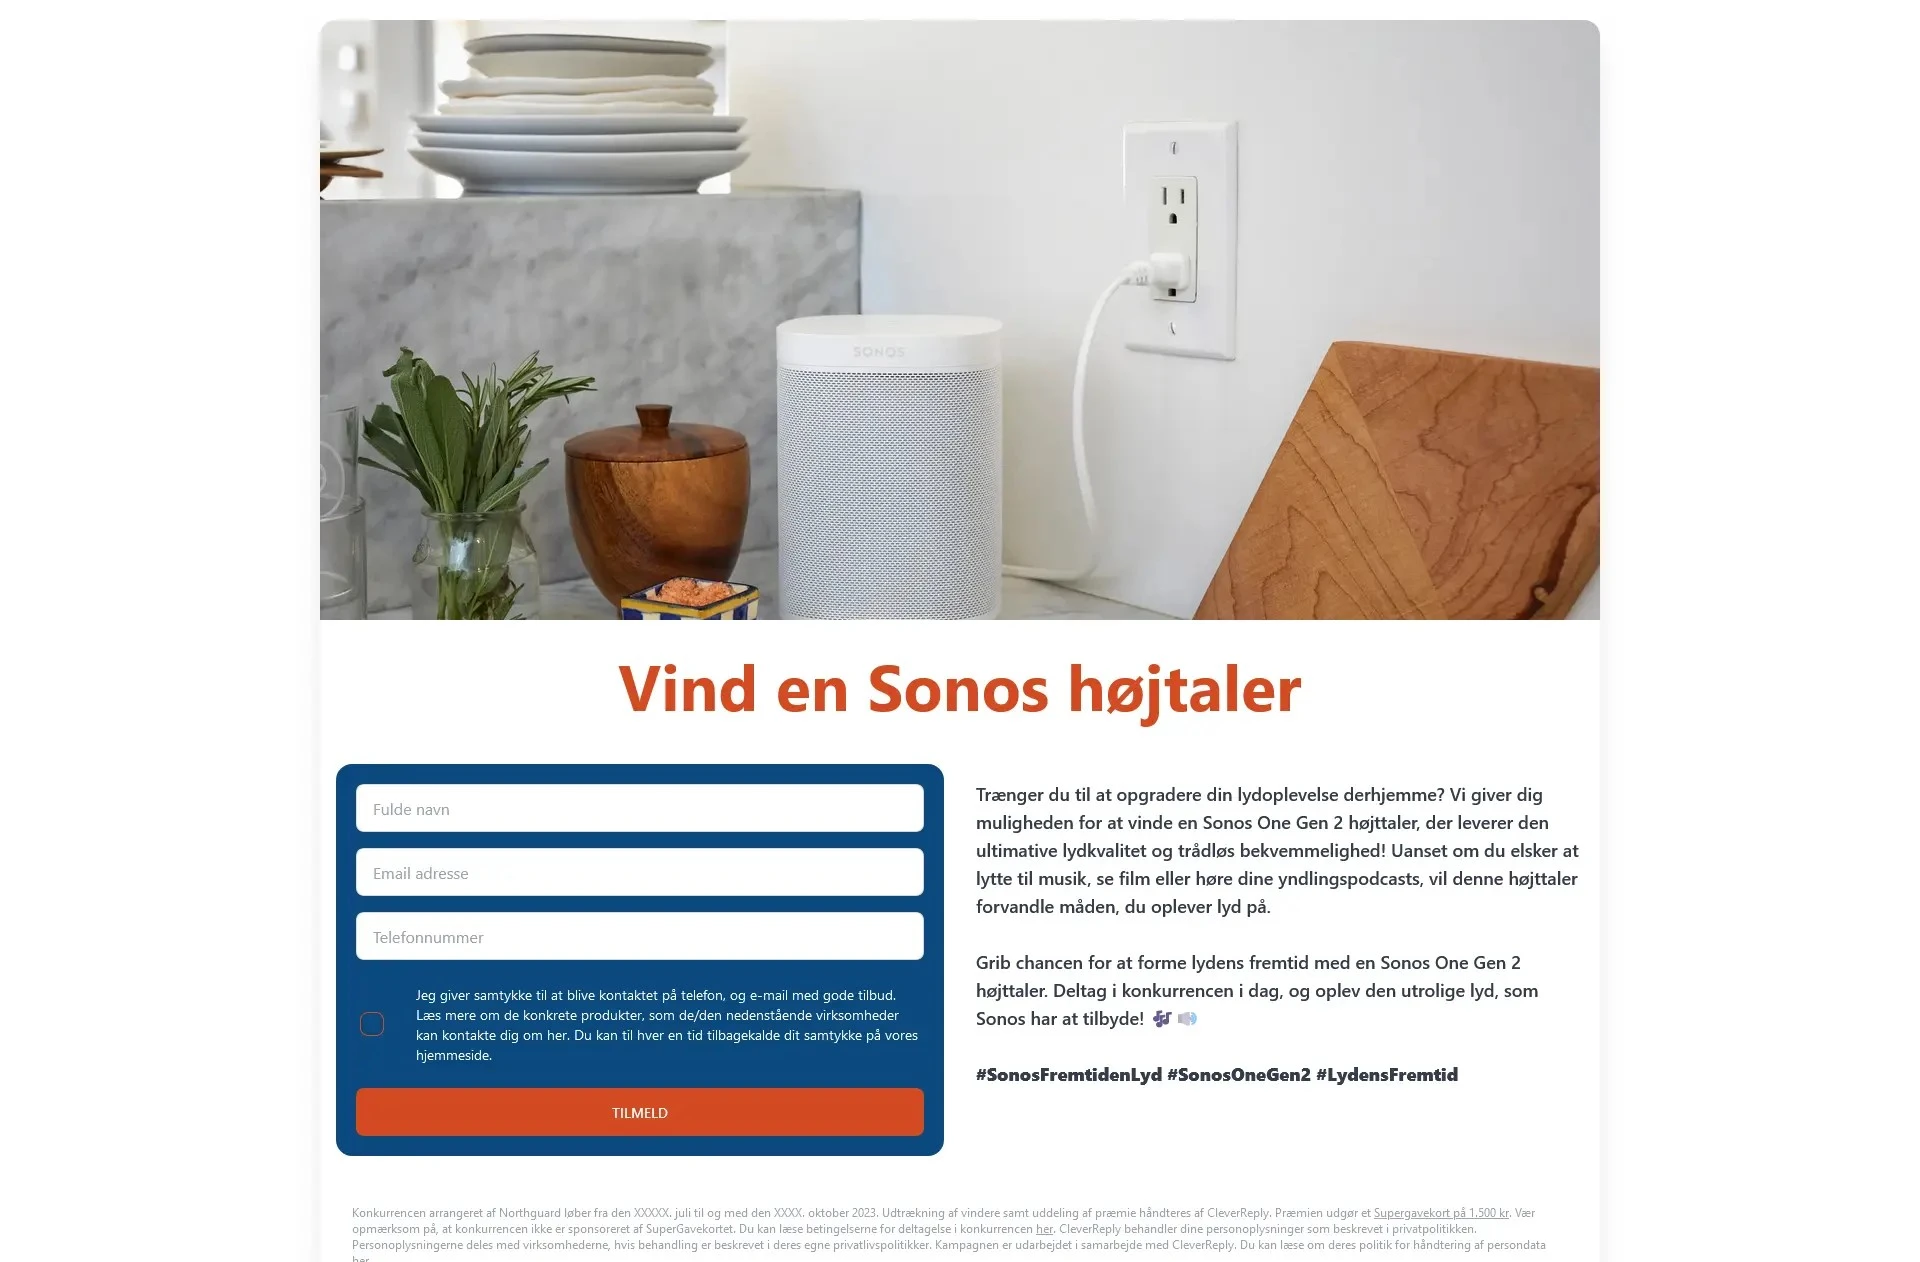 SONOS
Vind en Sonos højtaler
Fulde navn
Email adresse
Telefonnummer
Jeg giver samtykke til at blive kontaktet på telefon, og e-mail med gode tilbud.
Læs mere om de konkrete produkter, som de/den nedenstående virksomheder
kan kontakte dig om her. Du kan til hver en tid tilbagekalde dit samtykke på vores
hjemmeside.
TILMELD
Trænger du til at opgradere din lydoplevelse derhjemme? Vi giver dig
muligheden for at vinde en Sonos One Gen 2 højttaler, der leverer den
ultimative lydkvalitet og trådløs bekvemmelighed! Uanset om du elsker at
lytte til musik, se film eller høre dine yndlingspodcasts, vil denne højttaler
forvandle måden, du oplever lyd på.
Grib chancen for at forme lydens fremtid med en Sonos One Gen 2
højttaler. Deltag i konkurrencen i dag, og oplev den utrolige lyd, som
Sonos har at tilbyde! 🎶 🔊
#SonosFremtidenLyd #SonosOneGen2 #LydensFremtid
Konkurrencen arrangeret af Northguard løber fra den XXXXX. juli til og med den XXXX. oktober 2023. Udtrækning af vindere samt uddeling af præmie håndteres af CleverReply. Præmien udgør et Supergavekort på 1,500 kr. Vær
opmærksom på, at konkurrencen ikke er sponsoreret af SuperGavekortet. Du kan læse betingelserne for deltagelse i konkurrencen her. CleverReply behandler dine personoplysninger som beskrevet i privatpolitikken.
Personoplysningerne deles med virksomhederne, hvis behandling er beskrevet i deres egne privatlivspolitikker. Kampagnen er udarbejdet i samarbejde med CleverReply. Du kan læse om deres politik for håndtering af persondata
her